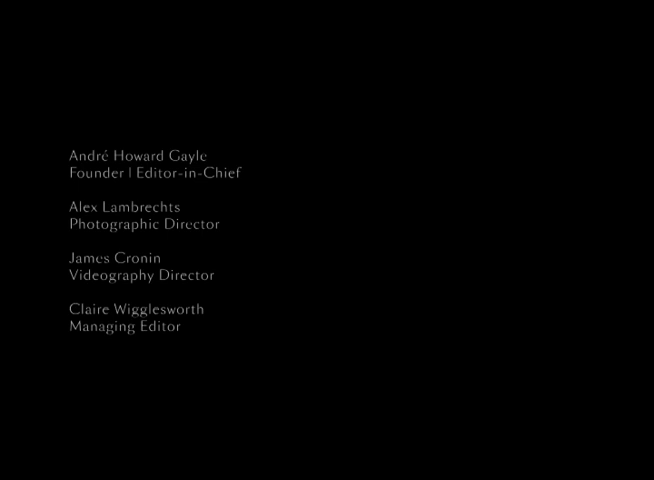 André Howard Gayle
Founder | Editor-in-Chief
Alex Lambrechts
Photographic Director
James Cronin
Videography Director
Claire Wigglesworth
Managing Editor